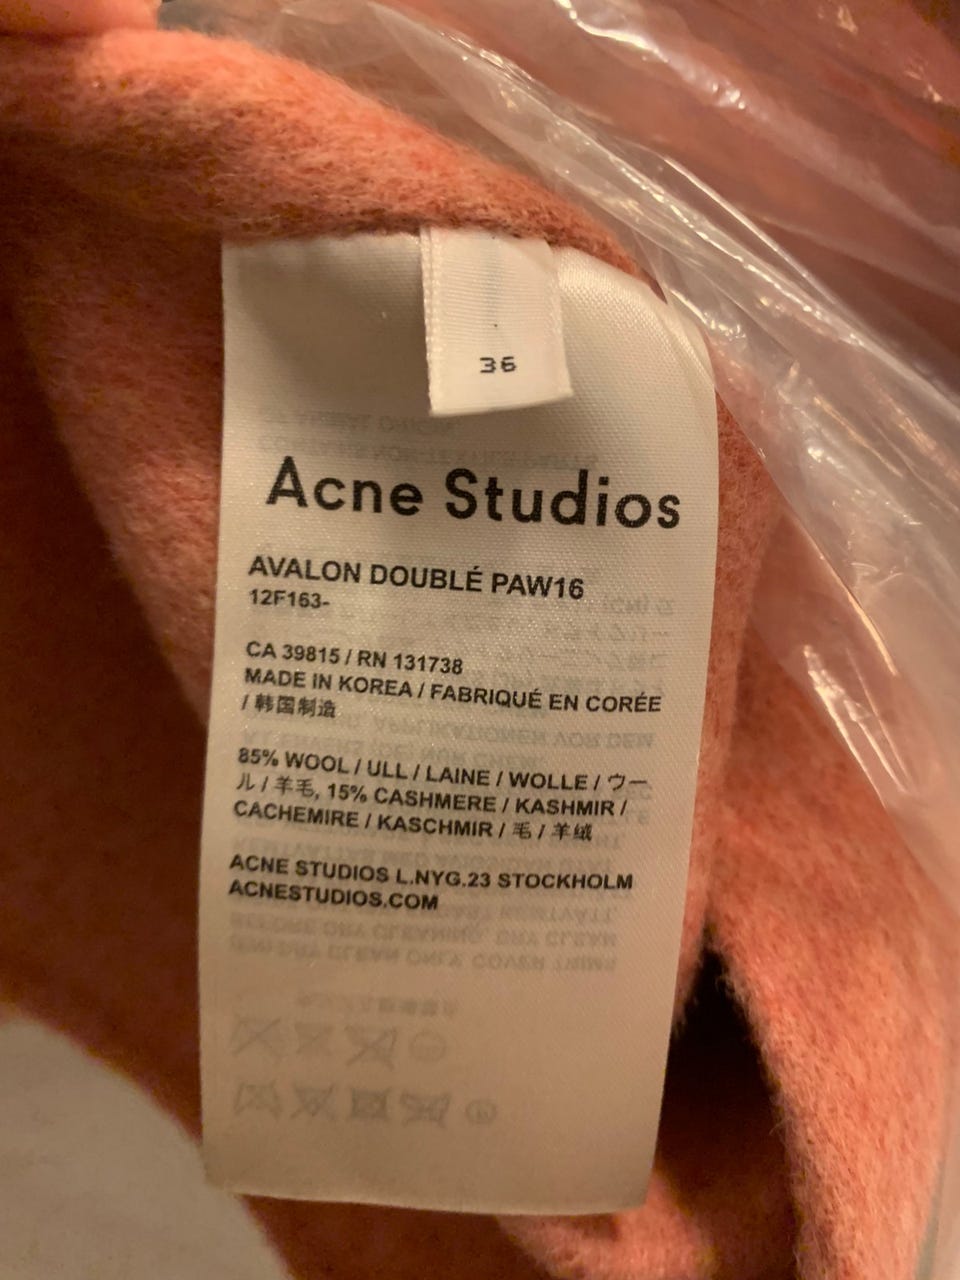 36
Acne Studios
AVALON DOUBLÉ PAW16
12F163-
CA 39815 / RN 131738
MADE IN KOREA / FABRIQUÉ EN CORÉE
/ 韩国制造
85% WOOL / ULL / LAINE / WOLLE / ウー
ル / 羊毛, 15% CASHMERE / KASHMIR /
CACHEMIRE / KASCHMIR / 毛 / 羊绒
ACNE STUDIOS L.NYG.23 STOCKHOLM
ACNESTUDIOS.COM